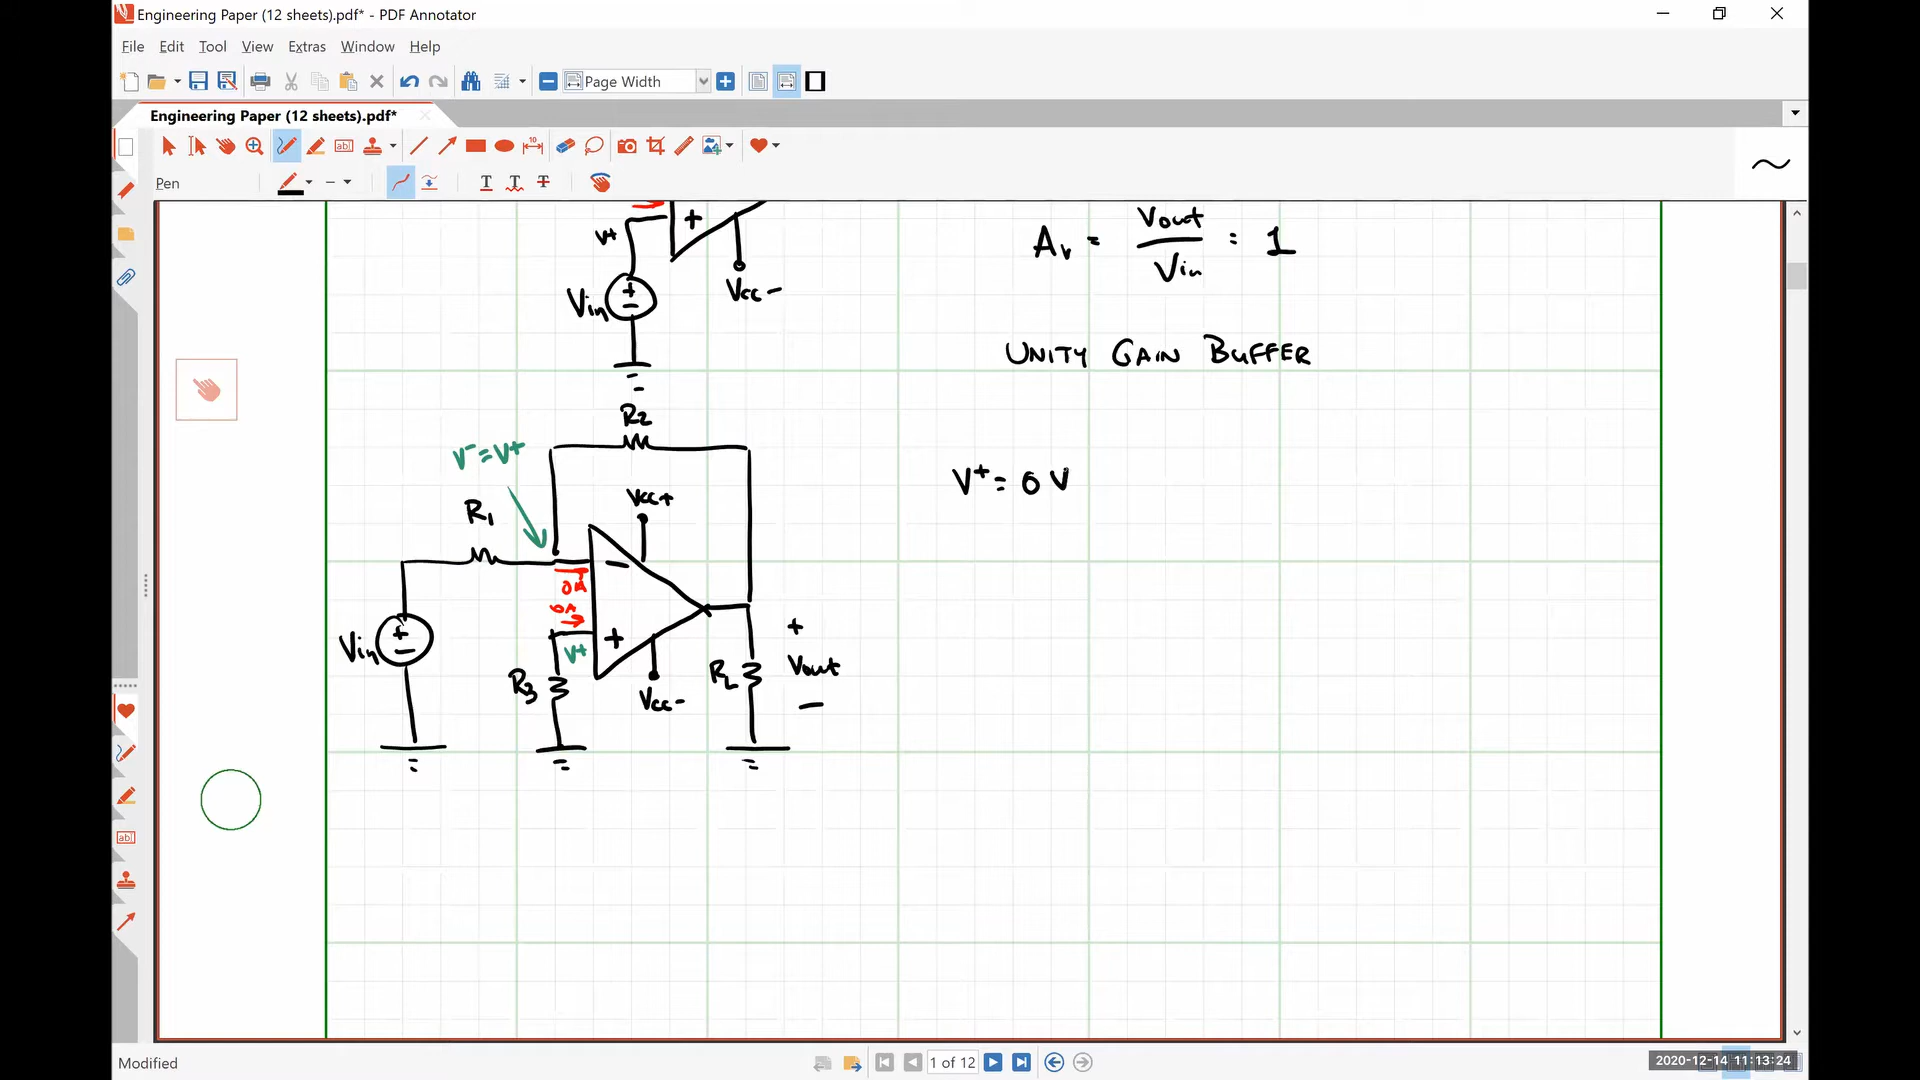 Engineering Paper (12 sheets).pdf* - PDF Annotator
File Edit Tool View Extras Window Help
Page Width
Engineering Paper (12 sheets).pdf*
Pen
V+
+
Vcc -
Vin
+
-
Av = Vout / Vin = 1
UNITY GAIN BUFFER
R2
V- = V+
R1
Vcc+
V+ = 0 V
-
0A
0A
+
V+
Vin
+
-
R3
Vcc-
RL
+
Vout
-
Modified
1 of 12
2020-12-14 11:13:24